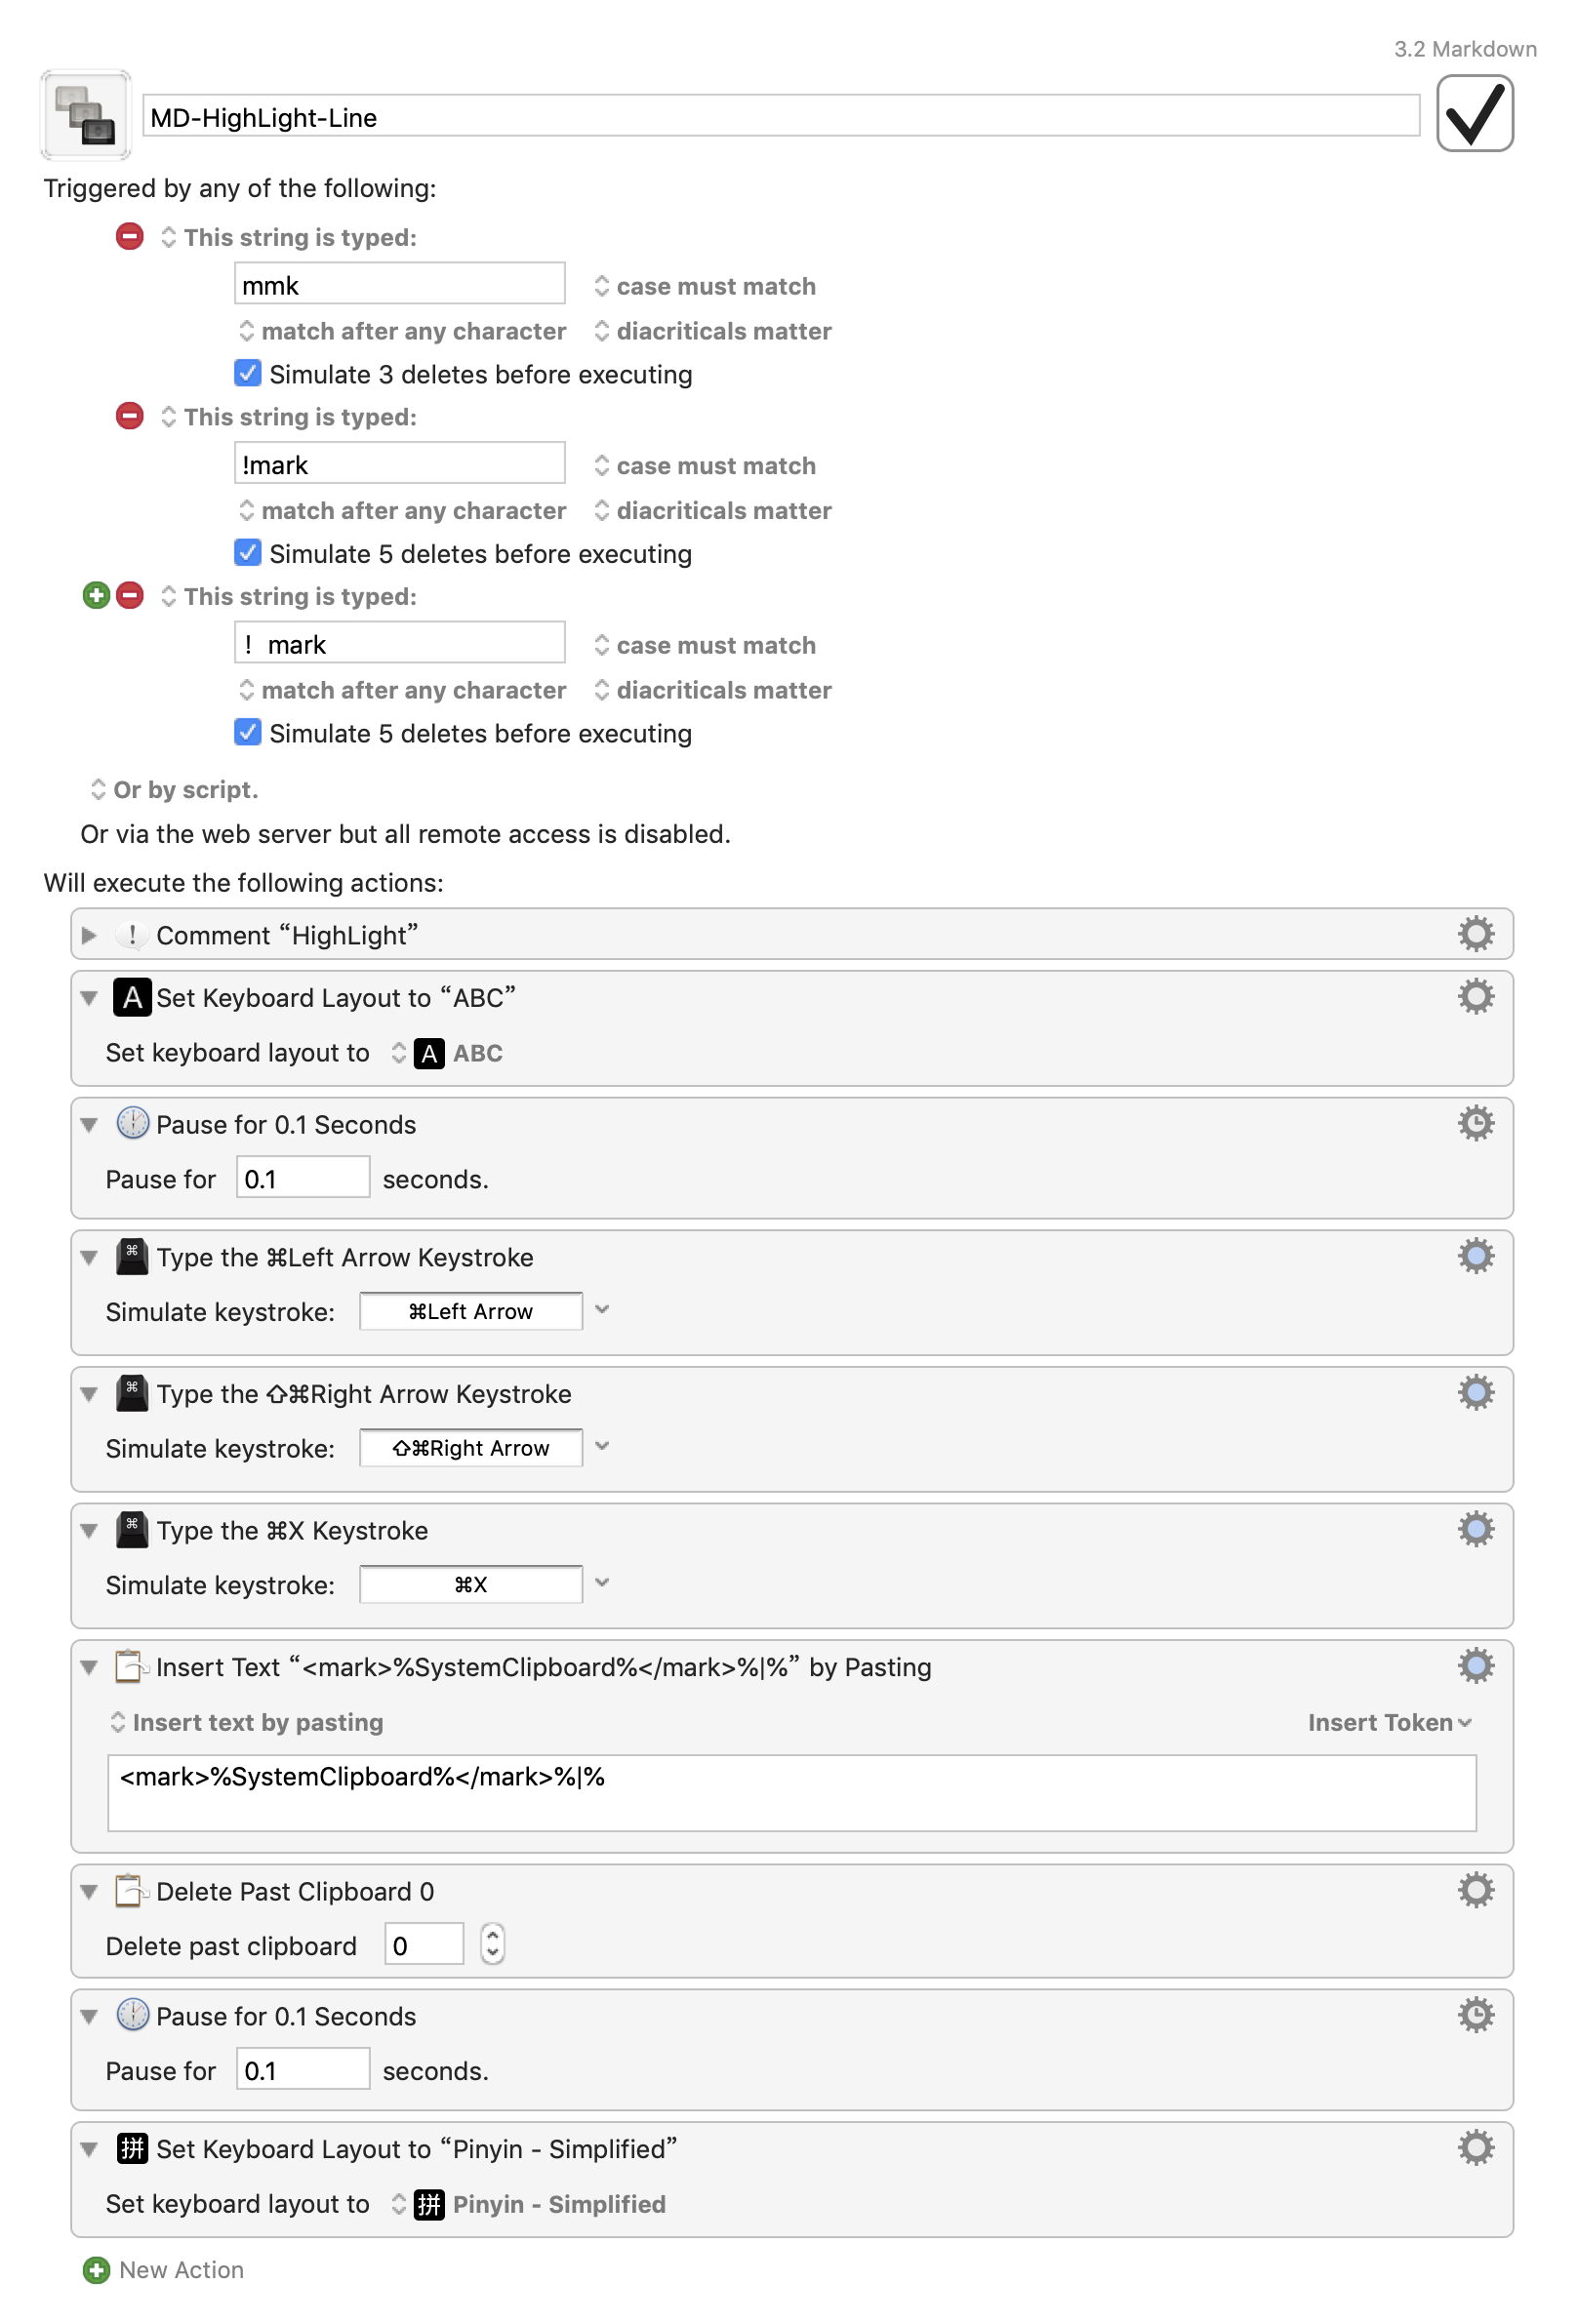 3.2 Markdown
MD-HighLight-Line
Triggered by any of the following:
This string is typed:
mmk
case must match
match after any character
diacriticals matter
Simulate 3 deletes before executing
This string is typed:
!mark
case must match
match after any character
diacriticals matter
Simulate 5 deletes before executing
This string is typed:
！mark
case must match
match after any character
diacriticals matter
Simulate 5 deletes before executing
Or by script.
Or via the web server but all remote access is disabled.
Will execute the following actions:
Comment “HighLight”
A Set Keyboard Layout to “ABC”
Set keyboard layout to A ABC
Pause for 0.1 Seconds
Pause for 0.1 seconds.
⌘ Type the ⌘Left Arrow Keystroke
Simulate keystroke: ⌘Left Arrow
⌘ Type the ⇧⌘Right Arrow Keystroke
Simulate keystroke: ⇧⌘Right Arrow
⌘ Type the ⌘X Keystroke
Simulate keystroke: ⌘X
Insert Text “<mark>%SystemClipboard%</mark>%|%” by Pasting
Insert text by pasting
Insert Token
<mark>%SystemClipboard%</mark>%|%
Delete Past Clipboard 0
Delete past clipboard 0
Pause for 0.1 Seconds
Pause for 0.1 seconds.
拼 Set Keyboard Layout to “Pinyin - Simplified”
Set keyboard layout to 拼 Pinyin - Simplified
New Action